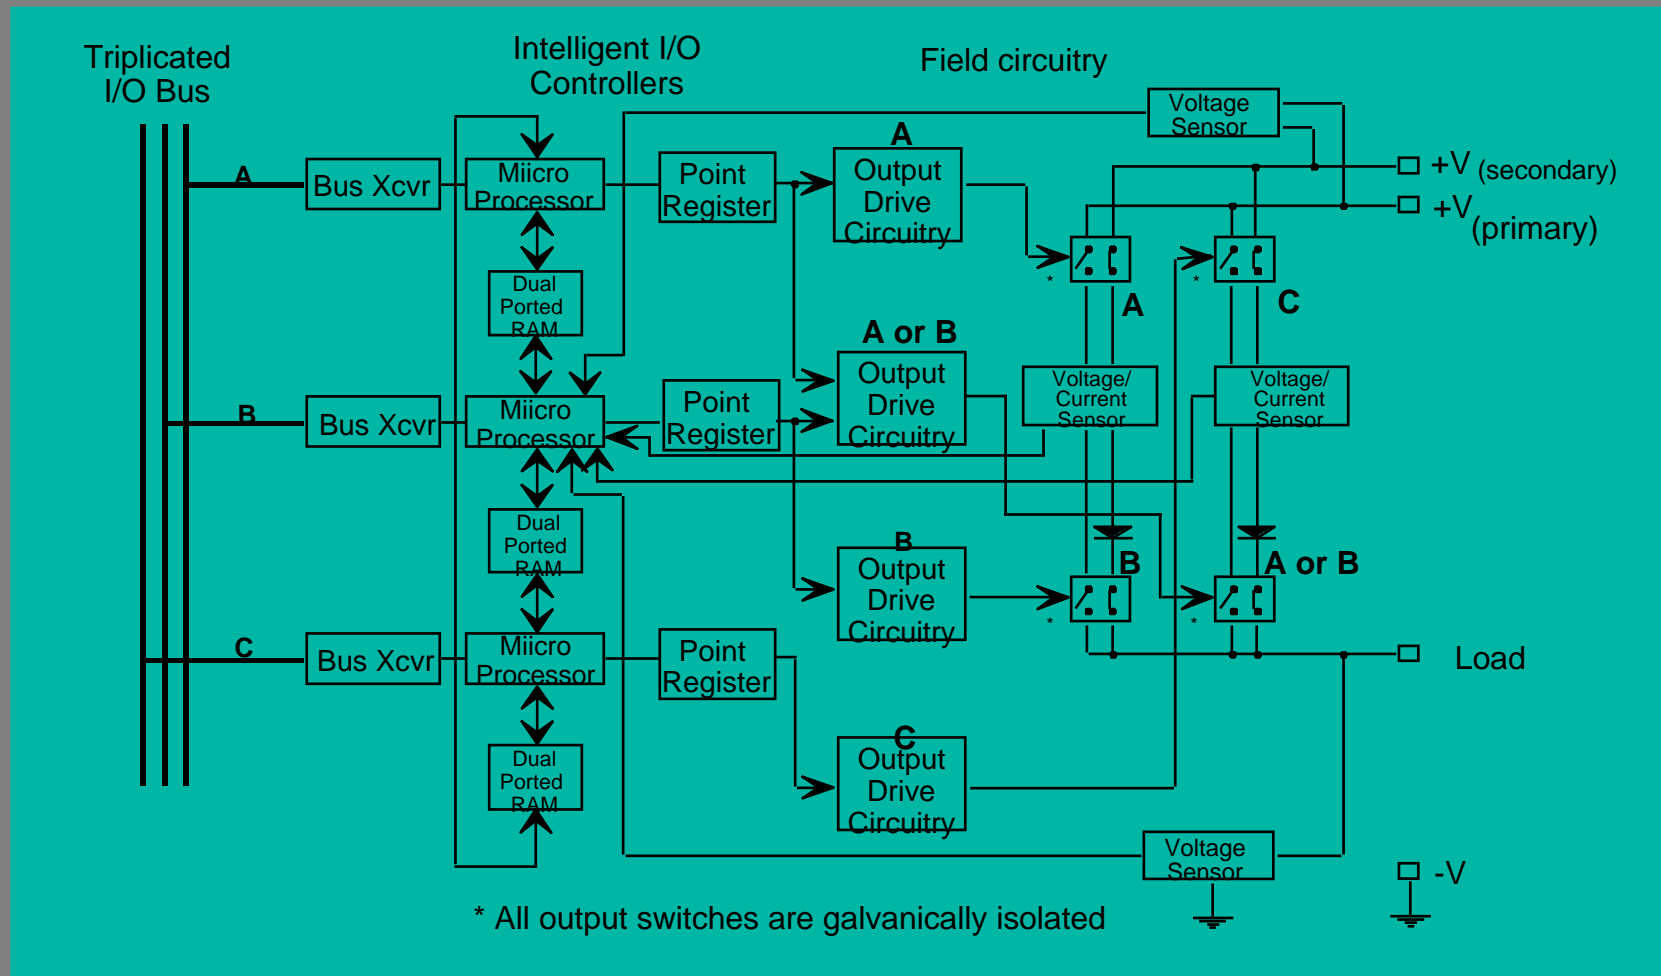 Triplicated
I/O Bus
Intelligent I/O
Controllers
Field circuitry
Voltage
Sensor
A
Bus Xcvr
Miicro
Processor
Point
Register
A
Output
Drive
Circuitry
+V (secondary)
+V
(primary)
*
*
A
C
Dual
Ported
RAM
A or B
Output
Drive
Circuitry
Voltage/
Current
Sensor
Voltage/
Current
Sensor
B
Bus Xcvr
Miicro
Processor
Point
Register
Dual
Ported
RAM
B
Output
Drive
Circuitry
B
A or B
*
*
C
Bus Xcvr
Miicro
Processor
Point
Register
Load
Dual
Ported
RAM
C
Output
Drive
Circuitry
Voltage
Sensor
-V
* All output switches are galvanically isolated